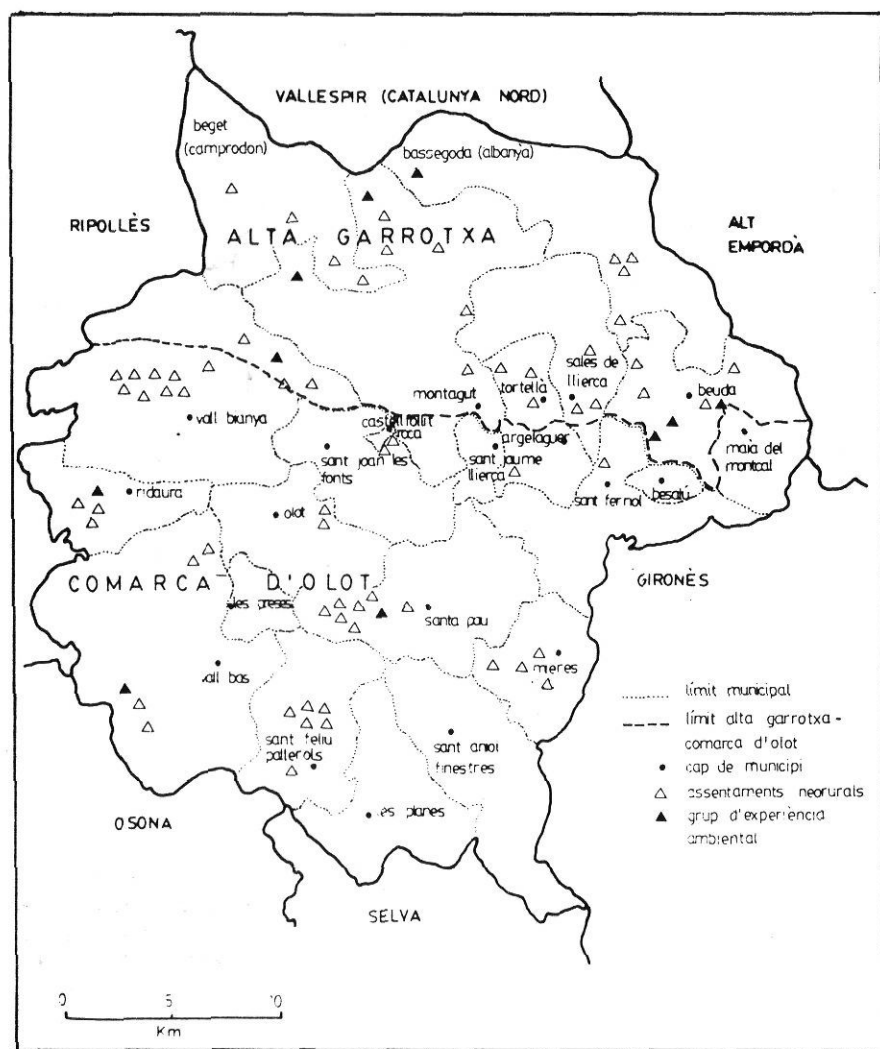 VALLESPIR (CATALUNYA NORD)
beget
(camprodon)
bassegoda (albanyà)
RIPOLLÈS
ALTA GARROTXA
ALT
EMPORDÀ
sales de
llierca
tortellà
montagut
beuda
castellfollit
roca
vall bianya
argelaguer
maià del
montcal
sant joan les
fonts
sant jaume
llierca
ridaura
sant ferriol
besalú
olot
COMARCA D'OLOT
GIRONÈS
les preses
santa pau
mieres
vall bas
límit municipal
límit alta garrotxa -
comarca d'olot
sant feliu
pallerols
sant aniol
finestres
cap de municipi
assentaments neorurals
les planes
grup d'experiència
ambiental
OSONA
SELVA
0 5 10
Km